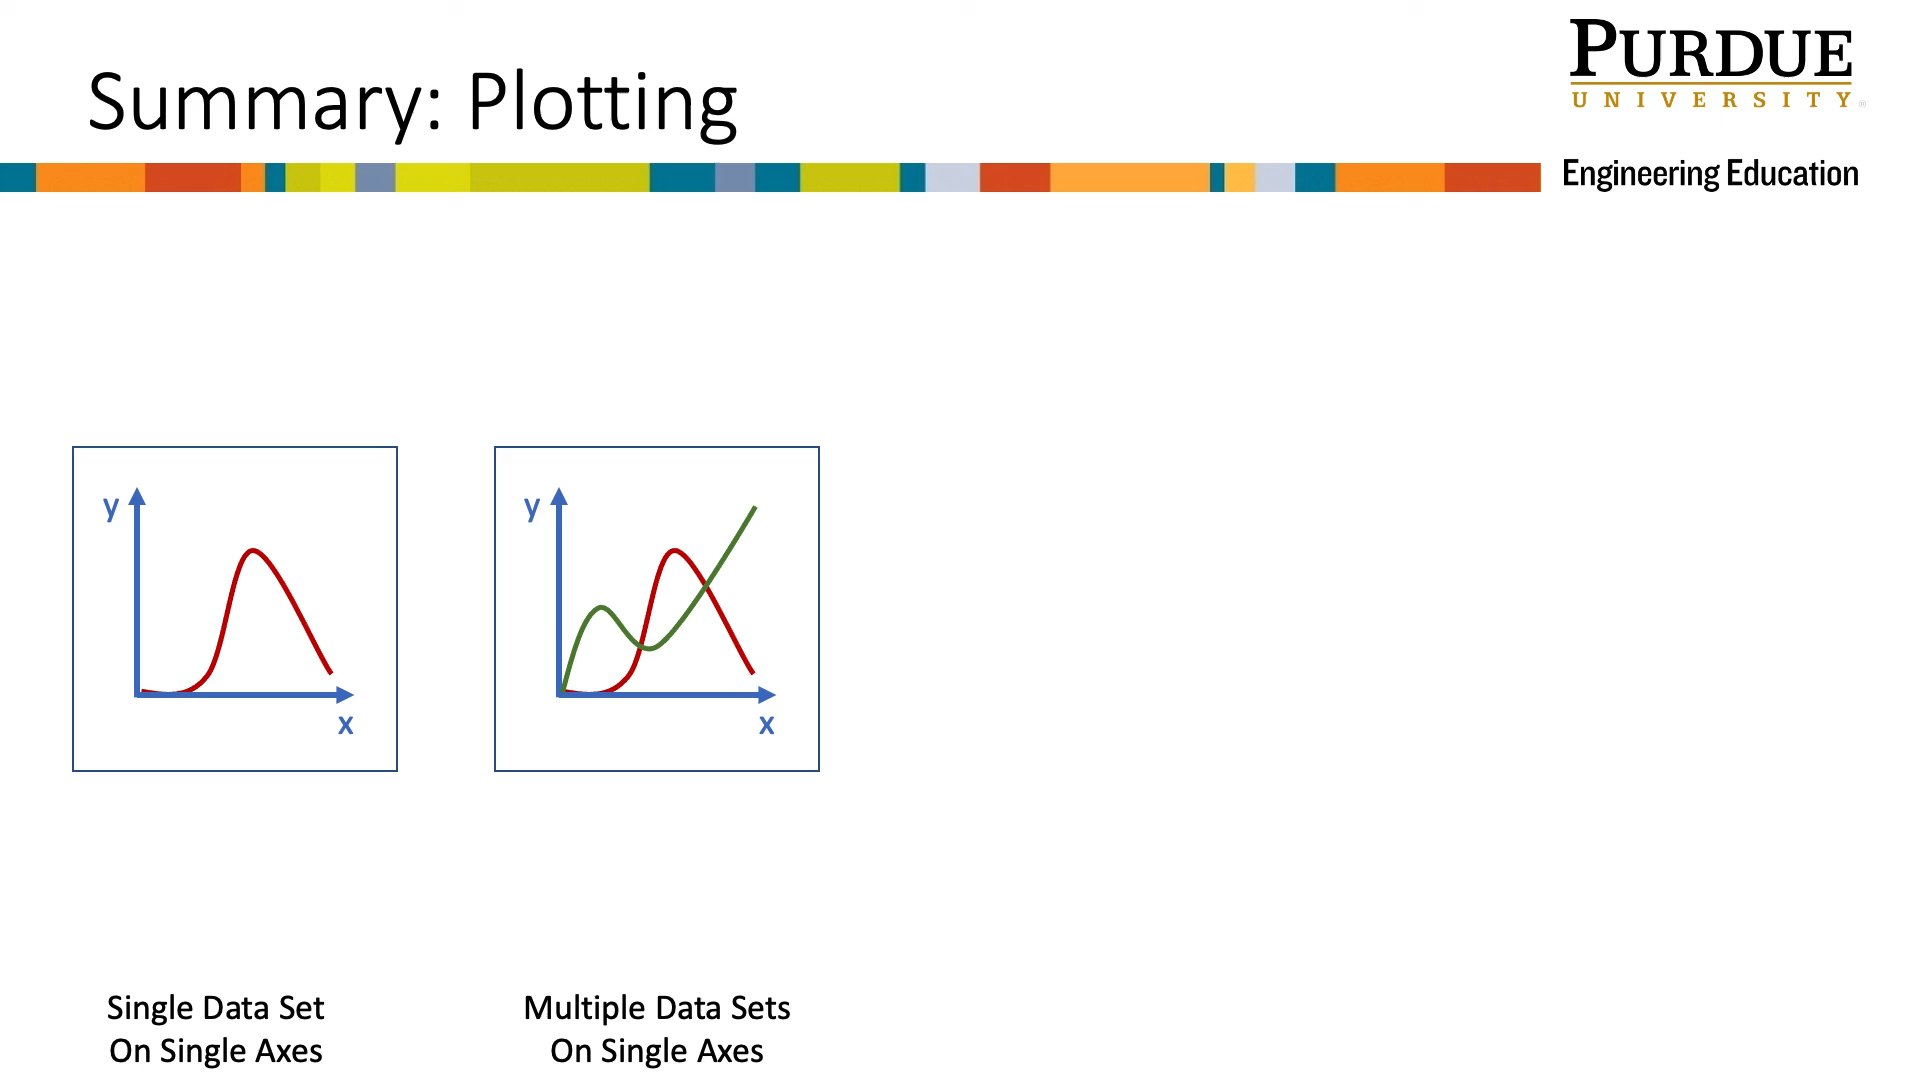 Summary: Plotting
PURDUE
UNIVERSITY®
Engineering Education
y
x
y
x
Single Data Set
On Single Axes
Multiple Data Sets
On Single Axes